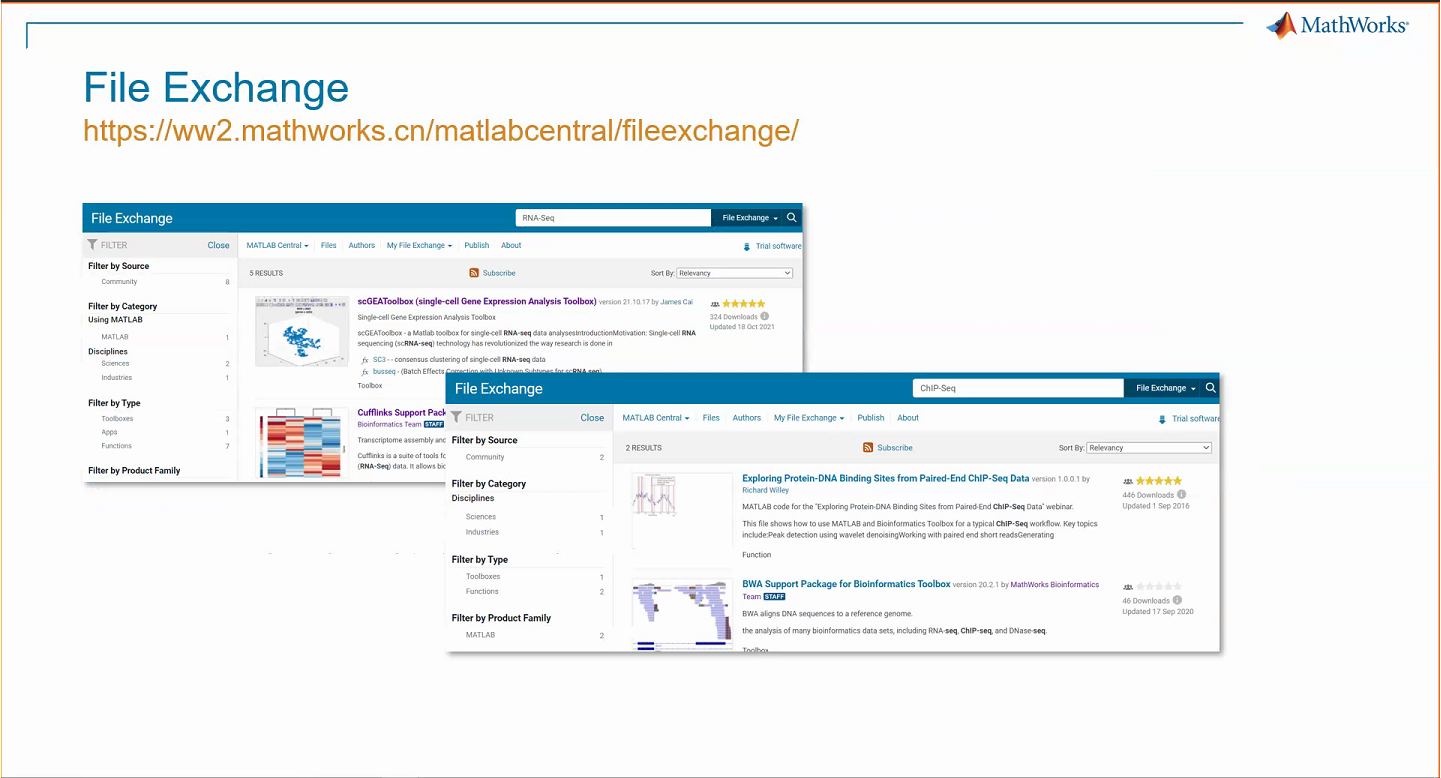 MathWorks®
File Exchange
https://ww2.mathworks.cn/matlabcentral/fileexchange/
File Exchange
RNA-Seq
File Exchange
FILTER
Close
MATLAB Central
Files
Authors
My File Exchange
Publish
About
Trial software
Filter by Source
Community 8
Filter by Category
Using MATLAB
MATLAB 1
Disciplines
Sciences 2
Industries 1
Filter by Type
Toolboxes 3
Apps 1
Functions 7
Filter by Product Family
5 RESULTS
Subscribe
Sort By: Relevancy
scGEAToolbox (single-cell Gene Expression Analysis Toolbox) version 21.10.17 by James Cai
324 Downloads
Updated 18 Oct 2021
Single-cell Gene Expression Analysis Toolbox
scGEAToolbox - a Matlab toolbox for single-cell RNA-seq data analysesIntroductionMotivation: Single-cell RNA
sequencing (scRNA-seq) technology has revolutionized the way research is done in
fx SC3 - - consensus clustering of single-cell RNA-seq data
fx busseq - (Batch Effects Correction with Unknown Subtypes for scRNA seq)
Toolbox
Cufflinks Support Pack
Bioinformatics Team STAFF
Transcriptome assembly and
Cufflinks is a suite of tools fo
(RNA-Seq) data. It allows bio
File Exchange
ChIP-Seq
File Exchange
FILTER
Close
MATLAB Central
Files
Authors
My File Exchange
Publish
About
Trial software
Filter by Source
Community 2
Filter by Category
Disciplines
Sciences 1
Industries 1
Filter by Type
Toolboxes 1
Functions 2
Filter by Product Family
MATLAB 2
2 RESULTS
Subscribe
Sort By: Relevancy
Exploring Protein-DNA Binding Sites from Paired-End ChIP-Seq Data version 1.0.0.1 by
Richard Willey
446 Downloads
Updated 1 Sep 2016
MATLAB code for the "Exploring Protein-DNA Binding Sites from Paired-End ChIP-Seq Data" webinar.
This file shows how to use MATLAB and Bioinformatics Toolbox for a typical ChIP-Seq workflow. Key topics
include:Peak detection using wavelet denoisingWorking with paired end short readsGenerating
Function
BWA Support Package for Bioinformatics Toolbox version 20.2.1 by MathWorks Bioinformatics
Team STAFF
46 Downloads
Updated 17 Sep 2020
BWA aligns DNA sequences to a reference genome.
the analysis of many bioinformatics data sets, including RNA-seq, ChIP-seq, and DNase-seq.
Toolbox